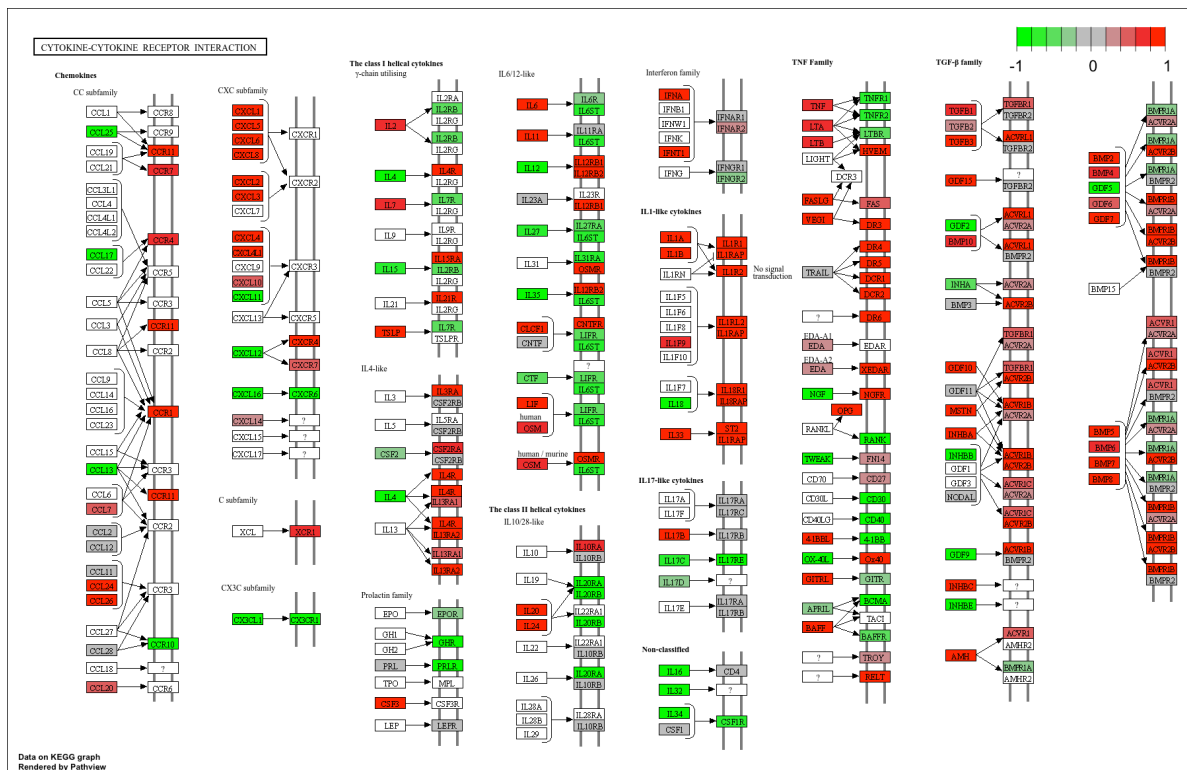 CYTOKINE-CYTOKINE RECEPTOR INTERACTION
-1 0 1
Chemokines
CC subfamily
CCL1
CCL25
CCL19
CCL21
CCL3L1
CCL4
CCL4L1
CCL4L2
CCL17
CCL22
CCL5
CCL3
CCL8
CCL9
CCL14
CCL16
CCL23
CCL15
CCL13
CCL6
CCL7
CCL2
CCL12
CCL11
CCL24
CCL26
CCL27
CCL28
CCL18
CCL20
CCR8
CCR9
CCR11
CCR7
CCR4
CCR5
CCR3
CCR11
CCR2
CCR1
CCR3
CCR11
CCR2
CCR3
CCR10
?
CCR6
CXC subfamily
CXCL1
CXCL5
CXCL6
CXCL8
CXCL2
CXCL3
CXCL7
CXCL4
CXCL4L1
CXCL9
CXCL10
CXCL11
CXCL13
CXCL12
CXCL16
CXCL14
CXCL15
CXCL17
CXCR1
CXCR2
CXCR3
CXCR5
CXCR4
CXCR7
CXCR6
?
?
?
C subfamily
XCL
XCR1
CX3C subfamily
CX3CL1
CX3CR1
The class I helical cytokines
γ-chain utilising
IL2
IL4
IL7
IL9
IL15
IL21
TSLP
IL2RA
IL2RB
IL2RG
IL2RB
IL2RG
IL4R
IL2RG
IL7R
IL2RG
IL9R
IL2RG
IL15RA
IL2RB
IL2RG
IL21R
IL2RG
IL7R
TSLPR
IL4-like
IL3
IL5
CSF2
IL4
IL13
IL3RA
CSF2RB
IL5RA
CSF2RB
CSF2RA
CSF2RB
IL4R
IL4R
IL13RA1
IL4R
IL13RA2
IL13RA1
IL13RA2
Prolactin family
EPO
GH1
GH2
PRL
TPO
CSF3
LEP
EPOR
GHR
PRLR
MPL
CSF3R
LEPR
IL6/12-like
IL6
IL11
IL12
IL23A
IL27
IL31
IL35
CLCF1
CNTF
CTF
LIF
human
OSM
human / murine
OSM
IL6R
IL6ST
IL11RA
IL6ST
IL12RB1
IL12RB2
IL23R
IL12RB1
IL27RA
IL6ST
IL31RA
OSMR
IL12RB2
IL6ST
CNTFR
LIFR
IL6ST
?
LIFR
IL6ST
LIFR
IL6ST
OSMR
IL6ST
The class II helical cytokines
IL10/28-like
IL10
IL19
IL20
IL24
IL22
IL26
IL28A
IL28B
IL29
IL10RA
IL10RB
IL20RA
IL20RB
IL22RA1
IL20RB
IL22RA1
IL10RB
IL20RA
IL10RB
IL28RA
IL10RB
Interferon family
IFNA
IFNB1
IFNW1
IFNK
IFNT1
IFNG
IFNAR1
IFNAR2
IFNGR1
IFNGR2
IL1-like cytokines
IL1A
IL1B
IL1RN
IL1F5
IL1F6
IL1F8
IL1F9
IL1F10
IL1F7
IL18
IL33
IL1R1
IL1RAP
IL1R2
No signal
transduction
IL1RL2
IL1RAP
IL18R1
IL18RAP
ST2
IL1RAP
IL17-like cytokines
IL17A
IL17F
IL17B
IL17C
IL17D
IL17E
IL17RA
IL17RC
IL17RB
IL17RE
?
IL17RA
IL17RB
Non-classified
IL16
IL32
IL34
CSF1
CD4
?
CSF1R
TNF Family
TNF
LTA
LTB
LIGHT
DCR3
FASLG
VEGI
TRAIL
?
EDA-A1
EDA
EDA-A2
EDA
NGF
OPG
RANKL
TWEAK
CD70
CD30L
CD40LG
4-1BBL
OX-40L
GITRL
APRIL
BAFF
?
?
TNFR1
TNFR2
LTBR
HVEM
FAS
DR3
DR4
DR5
DCR1
DCR2
DR6
EDAR
XEDAR
NGFR
RANK
FN14
CD27
CD30
CD40
4-1BB
Ox40
GITR
BCMA
TACI
BAFFR
TROY
RELT
TGF-β family
TGFB1
TGFB2
TGFB3
GDF15
GDF2
BMP10
INHA
BMP3
GDF10
GDF11
MSTN
INHBA
INHBB
GDF1
GDF3
NODAL
GDF9
INHBC
INHBE
AMH
TGFBR1
TGFBR2
ACVRL1
TGFBR2
?
TGFBR2
ACVRL1
ACVR2A
ACVRL1
BMPR2
ACVR2A
ACVR2B
TGFBR1
ACVR2A
TGFBR1
ACVR2B
ACVR1B
ACVR2A
ACVR1B
ACVR2B
ACVR1C
ACVR2A
ACVR1C
ACVR2B
ACVR1B
BMPR2
?
?
ACVR1
AMHR2
BMPR1A
AMHR2
BMP2
BMP4
GDF5
GDF6
GDF7
BMP15
BMP5
BMP6
BMP7
BMP8
BMPR1A
ACVR2A
BMPR1A
ACVR2B
BMPR1A
BMPR2
BMPR1B
ACVR2A
BMPR1B
ACVR2B
BMPR1B
BMPR2
ACVR1
ACVR2A
ACVR1
ACVR2B
ACVR1
BMPR2
BMPR1A
ACVR2A
BMPR1A
ACVR2B
BMPR1A
BMPR2
BMPR1B
ACVR2A
BMPR1B
ACVR2B
BMPR1B
BMPR2
Data on KEGG graph
Rendered by Pathview